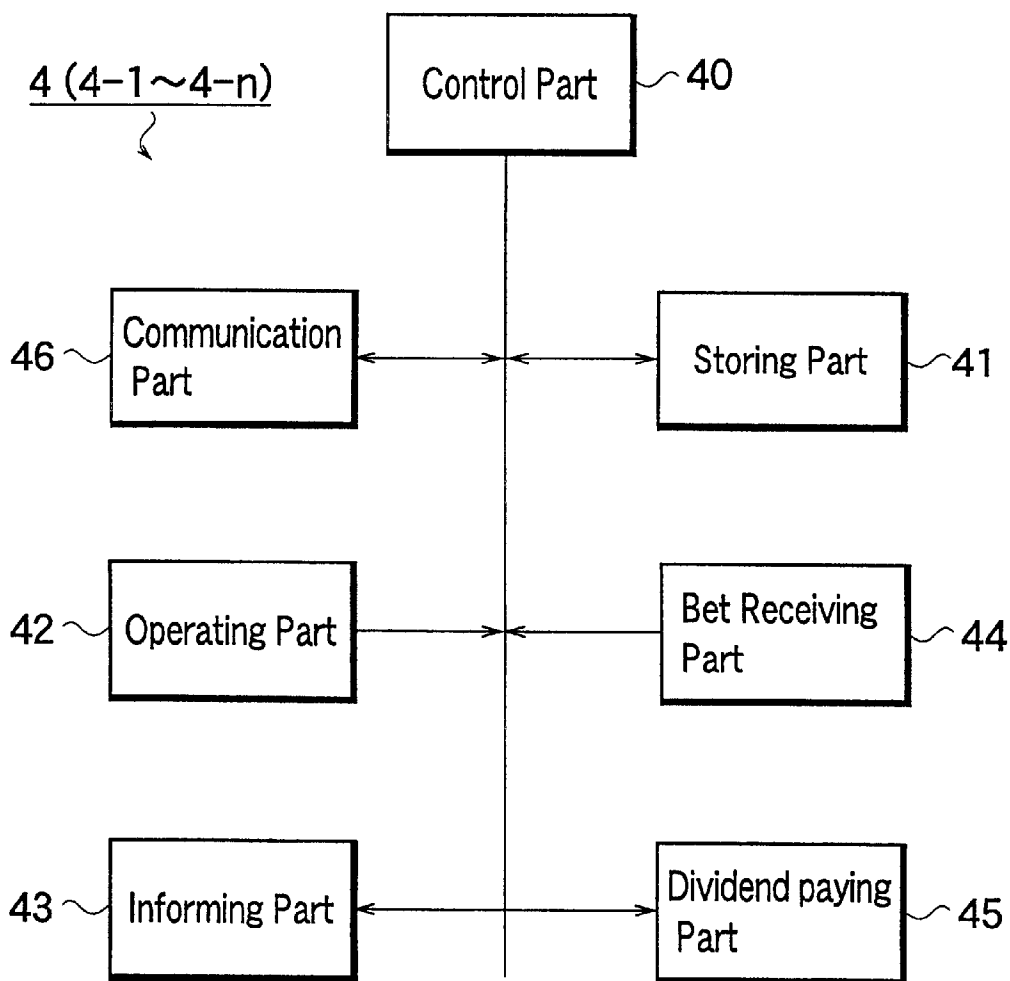 4 (4-1～4-n)
Control Part
40
Communication
Part
46
Storing Part
41
Operating Part
42
Bet Receiving
Part
44
Informing Part
43
Dividend paying
Part
45